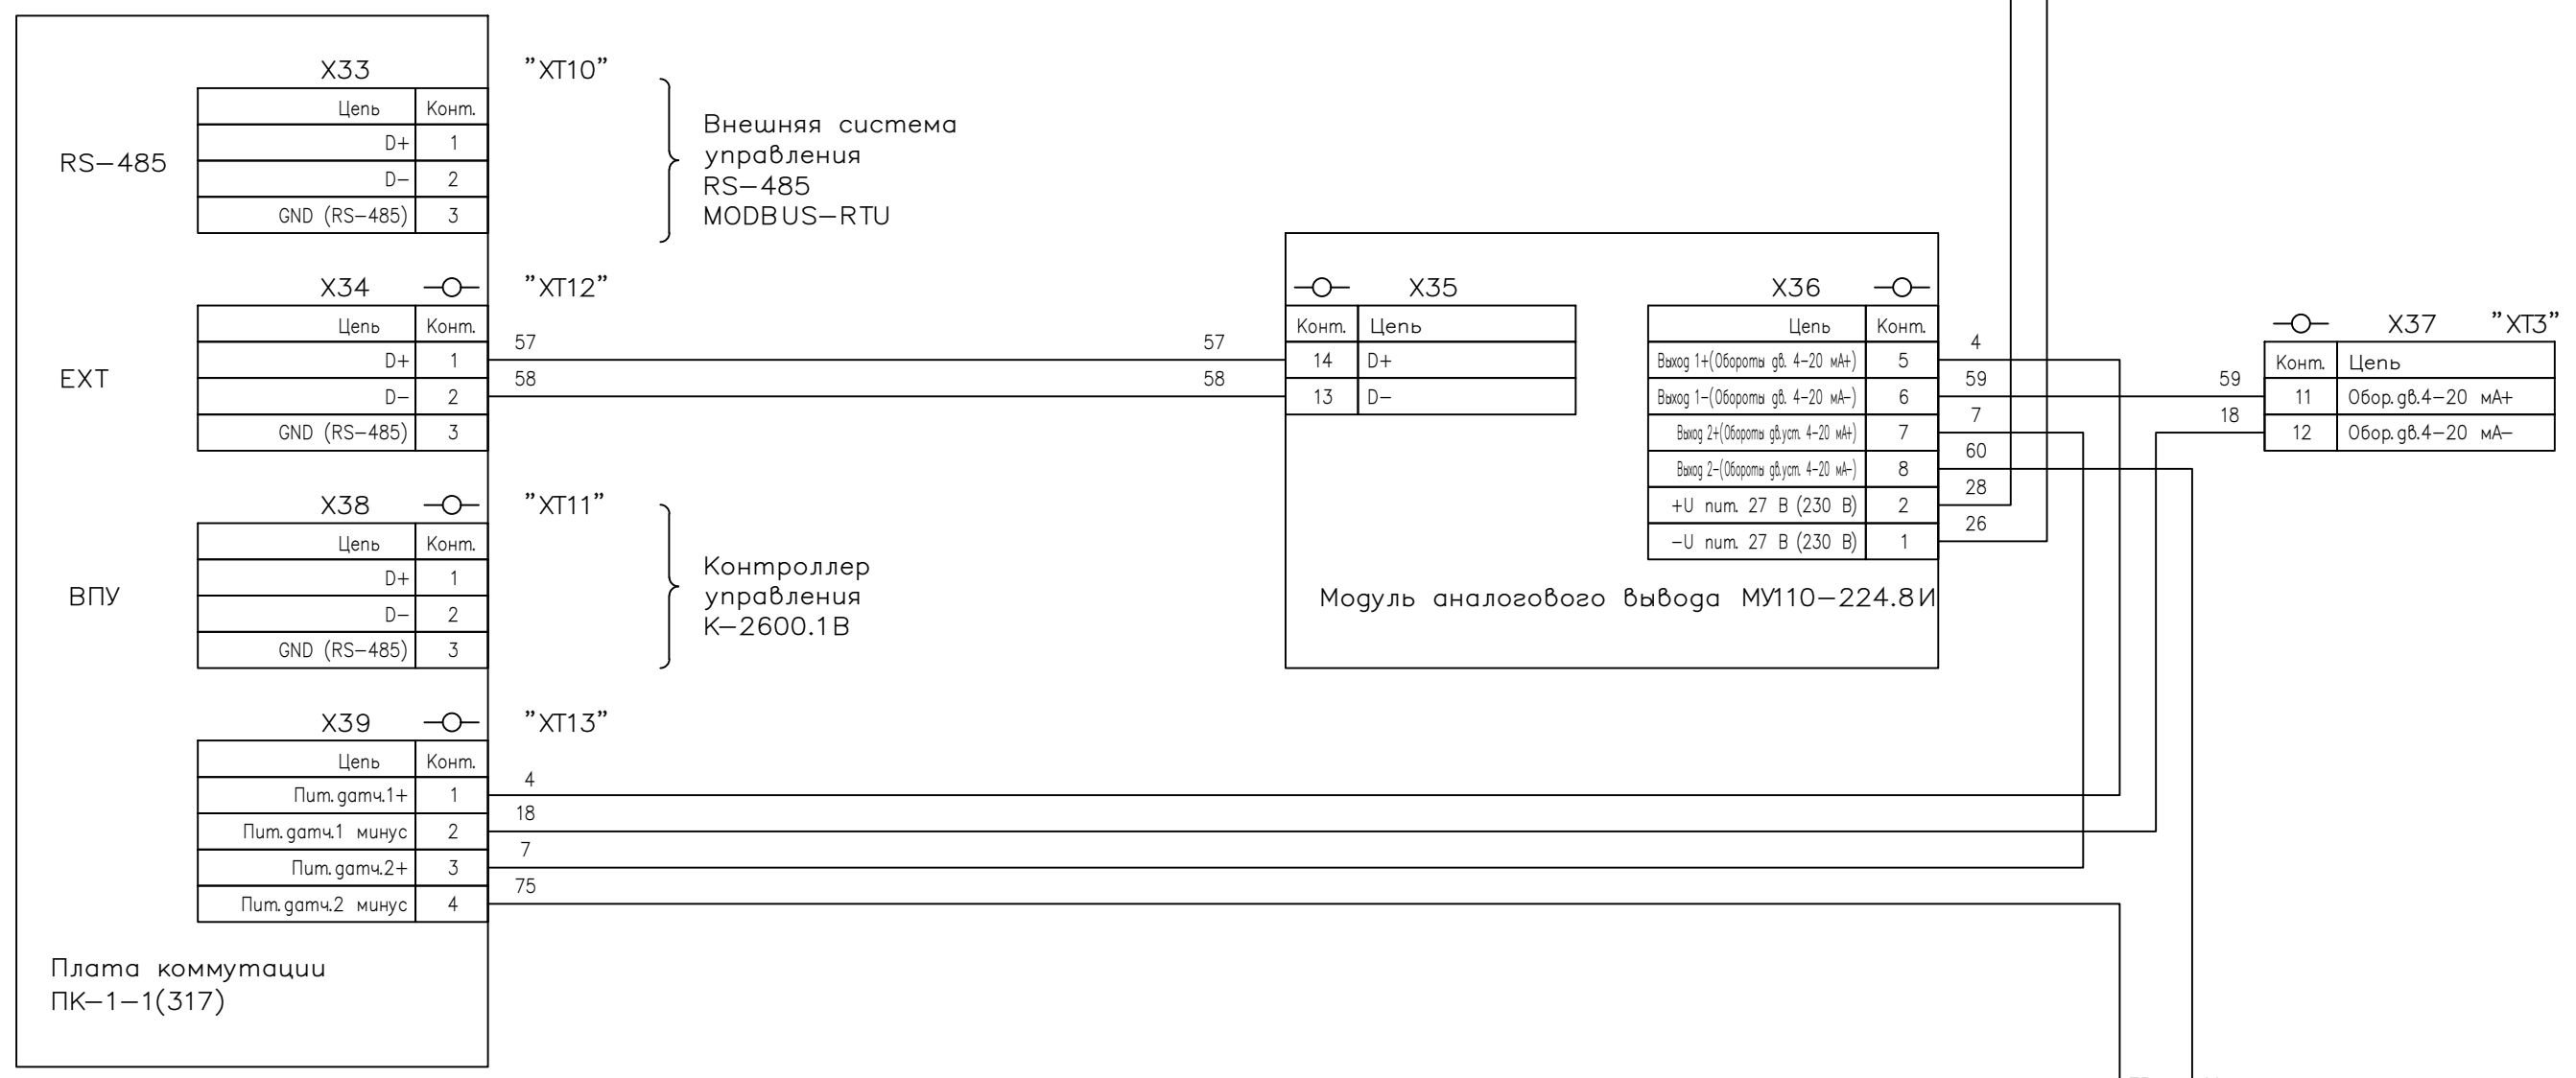 X33 "XT10"
Цепь Конт.
D+ 1
D- 2
GND (RS-485) 3
RS-485
Внешняя система
управления
RS-485
MODBUS-RTU
X34 "XT12"
Цепь Конт.
D+ 1
D- 2
GND (RS-485) 3
EXT
57 57
58 58
X35
Конт. Цепь
14 D+
13 D-
X36
Цепь Конт.
Выход 1+(Обороты дв. 4-20 мА+) 5 4
Выход 1-(Обороты дв. 4-20 мА-) 6 59
Выход 2+(Обороты дв.уст. 4-20 мА+) 7 7
Выход 2-(Обороты дв.уст. 4-20 мА-) 8 60
+U пит. 27 В (230 В) 2 28
-U пит. 27 В (230 В) 1 26
Модуль аналогового вывода МУ110-224.8И
X37 "XT3"
Конт. Цепь
59 11 Обор.дв.4-20 мА+
18 12 Обор.дв.4-20 мА-
X38 "XT11"
Цепь Конт.
D+ 1
D- 2
GND (RS-485) 3
ВПУ
Контроллер
управления
К-2600.1В
X39 "XT13"
Цепь Конт.
Пит.датч.1+ 1 4
Пит.датч.1 минус 2 18
Пит.датч.2+ 3 7
Пит.датч.2 минус 4 75
Плата коммутации
ПК-1-1(317)